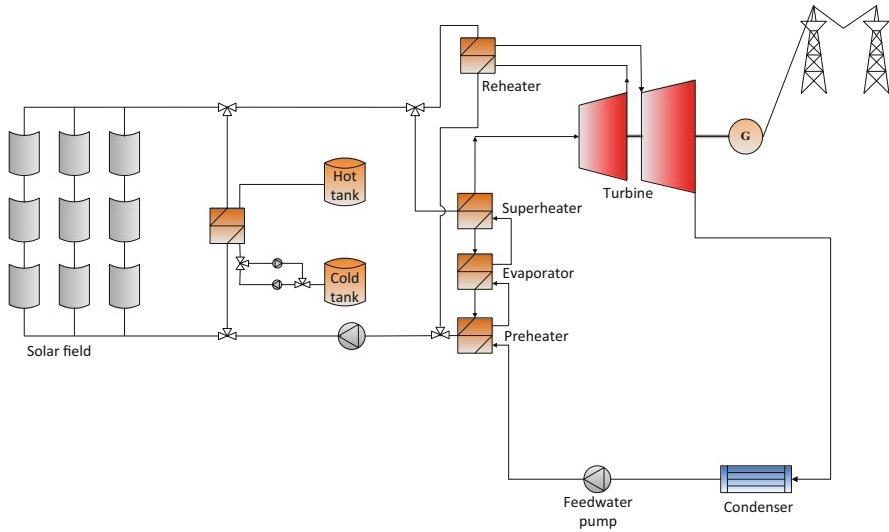 Reheater
G
Turbine
Hot
tank
Superheater
Cold
tank
Evaporator
Preheater
Solar field
Feedwater
pump
Condenser